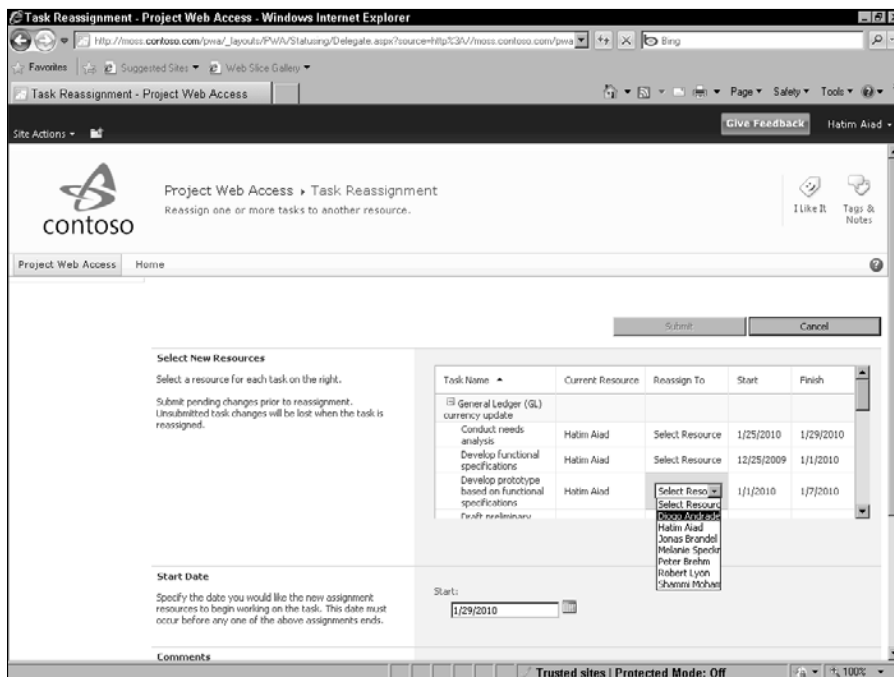 Task Reassignment - Project Web Access - Windows Internet Explorer
http://moss.contoso.com/pwa/_layouts/PWA/Statusing/Delegate.aspx?source=http%3A//moss.contoso.com/pwa
Bing
Favorites
Suggested Sites
Web Slice Gallery
Task Reassignment - Project Web Access
Page
Safety
Tools
Site Actions
Give Feedback
Hatim Aiad
contoso
Project Web Access
Task Reassignment
Reassign one or more tasks to another resource.
I Like It
Tags & Notes
Project Web Access
Home
Submit
Cancel
Select New Resources
Select a resource for each task on the right.
Submit pending changes prior to reassignment.
Unsubmitted task changes will be lost when the task is
reassigned.
Task Name Current Resource Reassign To Start Finish
General Ledger (GL)
currency update
Conduct needs
analysis
Hatim Aiad Select Resource 1/25/2010 1/29/2010
Develop functional
specifications
Hatim Aiad Select Resource 12/25/2009 1/1/2010
Develop prototype
based on functional
specifications
Hatim Aiad Select Reso 1/1/2010 1/7/2010
Draft preliminary
Select Resourc
Diogo Andrade
Hatim Aiad
Jonas Brandel
Melanie Speckr
Peter Brehm
Robert Lyon
Shammi Moham
Start Date
Specify the date you would like the new assignment
resources to begin working on the task. This date must
occur before any one of the above assignments ends.
Start:
1/29/2010
Comments
Trusted sites | Protected Mode: Off
100%